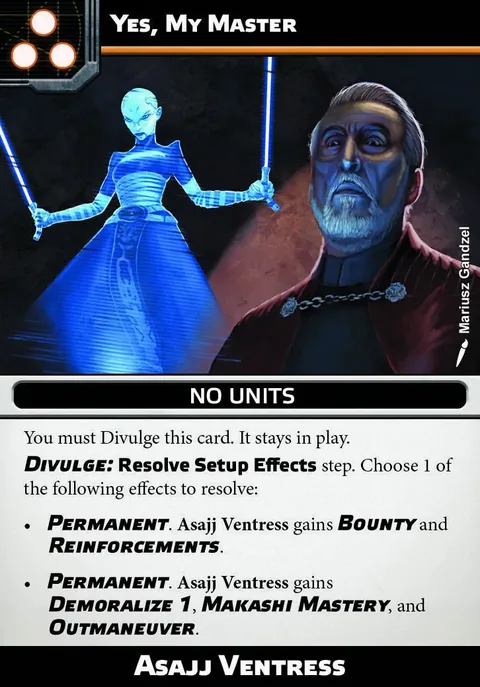 Yes, My Master
Mariusz Gandzel
NO UNITS
You must Divulge this card. It stays in play.
Divulge: Resolve Setup Effects step. Choose 1 of
the following effects to resolve:
• Permanent. Asajj Ventress gains Bounty and
Reinforcements.
• Permanent. Asajj Ventress gains
Demoralize 1, Makashi Mastery, and
Outmaneuver.
Asajj Ventress